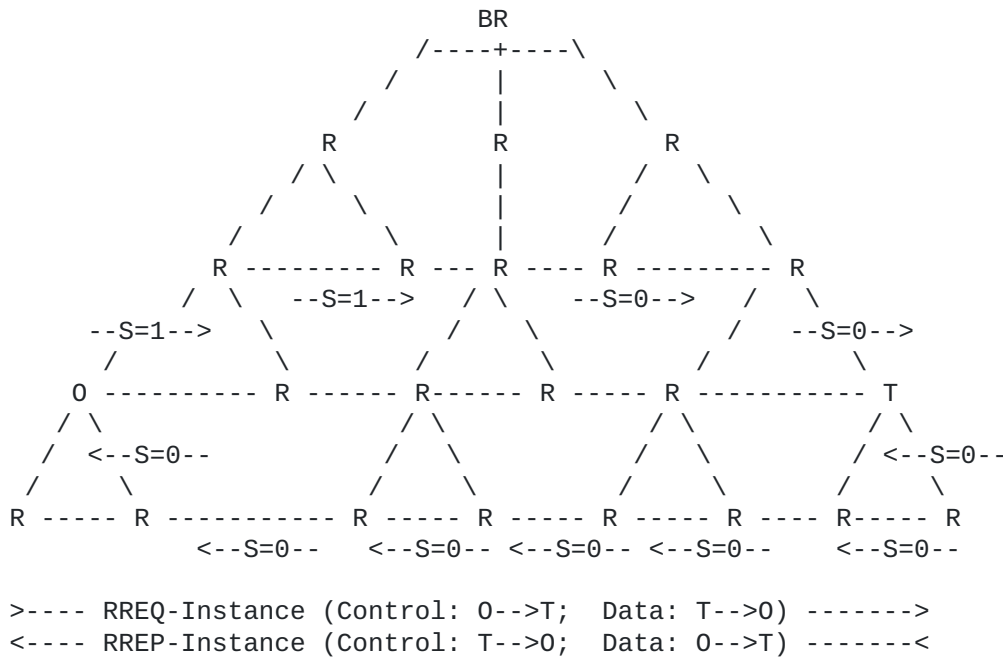 BR
/----+----\
/ | \
/ | \
R R R
/ \ | / \
/ \ | / \
/ \ | / \
R --------- R --- R ---- R --------- R
/ \ --S=1--> / \ --S=0--> / \
--S=1--> \ / \ / --S=0-->
/ \ / \ / \
O ---------- R ------ R------ R ----- R ----------- T
/ \ / \ / \ / \
/ <--S=0-- / \ / \ / <--S=0--
/ \ / \ / \ / \
R ----- R ----------- R ----- R ----- R ----- R ---- R----- R
<--S=0-- <--S=0-- <--S=0-- <--S=0-- <--S=0--
>---- RREQ-Instance (Control: O-->T; Data: T-->O) ------->
<---- RREP-Instance (Control: T-->O; Data: O-->T) -------<